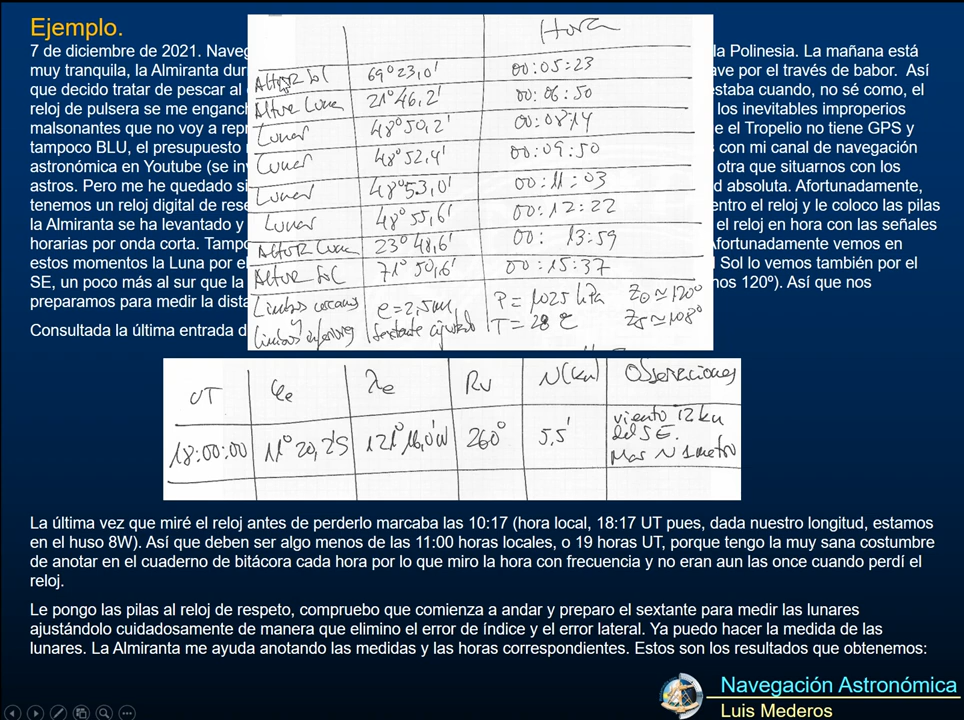 Ejemplo.
7 de diciembre de 2021. Naveg la Polinesia. La mañana está
muy tranquila, la Almiranta dur ave por el través de babor. Así
que decido tratar de pescar al estaba cuando, no sé como, el
reloj de pulsera se me enganch los inevitables improperios
malsonantes que no voy a repr e el Tropelio no tiene GPS y
tampoco BLU, el presupuesto con mi canal de navegación
astronómica en Youtube (se in otra que situarnos con los
astros. Pero me he quedado si d absoluta. Afortunadamente,
tenemos un reloj digital de rese entro el reloj y le coloco las pilas
la Almiranta se ha levantado y el reloj en hora con las señales
horarias por onda corta. Tampo Afortunadamente vemos en
estos momentos la Luna por el l Sol lo vemos también por el
SE, un poco más al sur que la nos 120º). Así que nos
preparamos para medir la dista
Consultada la última entrada d
Hora
Altura Sol 69° 23,0' 00:05:23
Altura Luna 21° 46,2' 00:06:50
Lunar 48° 50,2' 00:08:14
Lunar 48° 52,4' 00:09:50
Lunar 48° 53,0' 00:11:03
Lunar 48° 55,6' 00:12:22
Altura Luna 23° 48,6' 00:13:59
Altura Sol 71° 50,6' 00:15:37
Limbos cercanos e = 2,5m P = 1025 hPa Z☉ ≃ 120°
Limbos inferiores Sextante ajustado T = 28 ℃ ≃ 108°
UT φe λe Rv N(kn) Observaciones
18:00:00 11° 20,2'S 121° 16,0'W 260° 5,5' viento 12 kn
del SE.
Mar N 1 metro
La última vez que miré el reloj antes de perderlo marcaba las 10:17 (hora local, 18:17 UT pues, dada nuestro longitud, estamos
en el huso 8W). Así que deben ser algo menos de las 11:00 horas locales, o 19 horas UT, porque tengo la muy sana costumbre
de anotar en el cuaderno de bitácora cada hora por lo que miro la hora con frecuencia y no eran aun las once cuando perdí el
reloj.
Le pongo las pilas al reloj de respeto, compruebo que comienza a andar y preparo el sextante para medir las lunares
ajustándolo cuidadosamente de manera que elimino el error de índice y el error lateral. Ya puedo hacer la medida de las
lunares. La Almiranta me ayuda anotando las medidas y las horas correspondientes. Estos son los resultados que obtenemos:
Navegación Astronómica
Luis Mederos